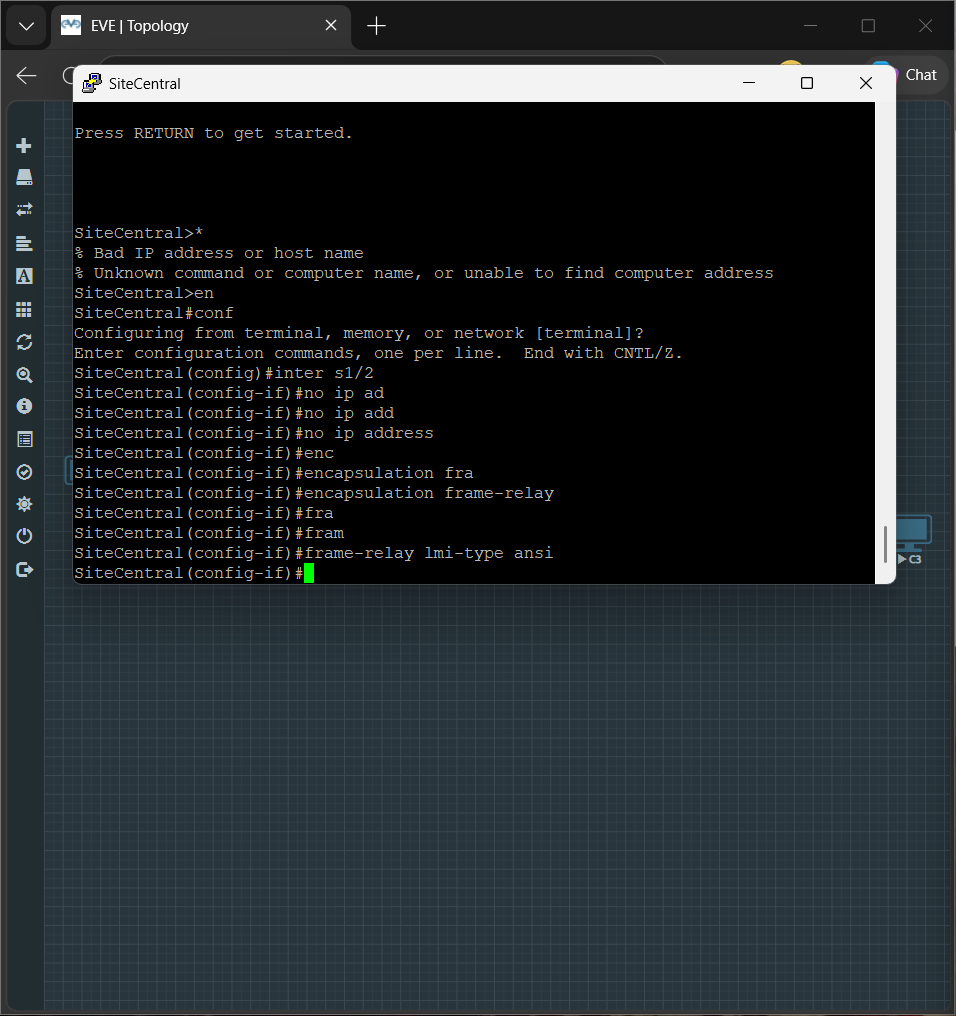 EVE | Topology
Chat
SiteCentral
Press RETURN to get started.
SiteCentral>*
% Bad IP address or host name
% Unknown command or computer name, or unable to find computer address
SiteCentral>en
SiteCentral#conf
Configuring from terminal, memory, or network [terminal]?
Enter configuration commands, one per line.  End with CNTL/Z.
SiteCentral(config)#inter s1/2
SiteCentral(config-if)#no ip ad
SiteCentral(config-if)#no ip add
SiteCentral(config-if)#no ip address
SiteCentral(config-if)#enc
SiteCentral(config-if)#encapsulation fra
SiteCentral(config-if)#encapsulation frame-relay
SiteCentral(config-if)#fra
SiteCentral(config-if)#fram
SiteCentral(config-if)#frame-relay lmi-type ansi
SiteCentral(config-if)#
C3